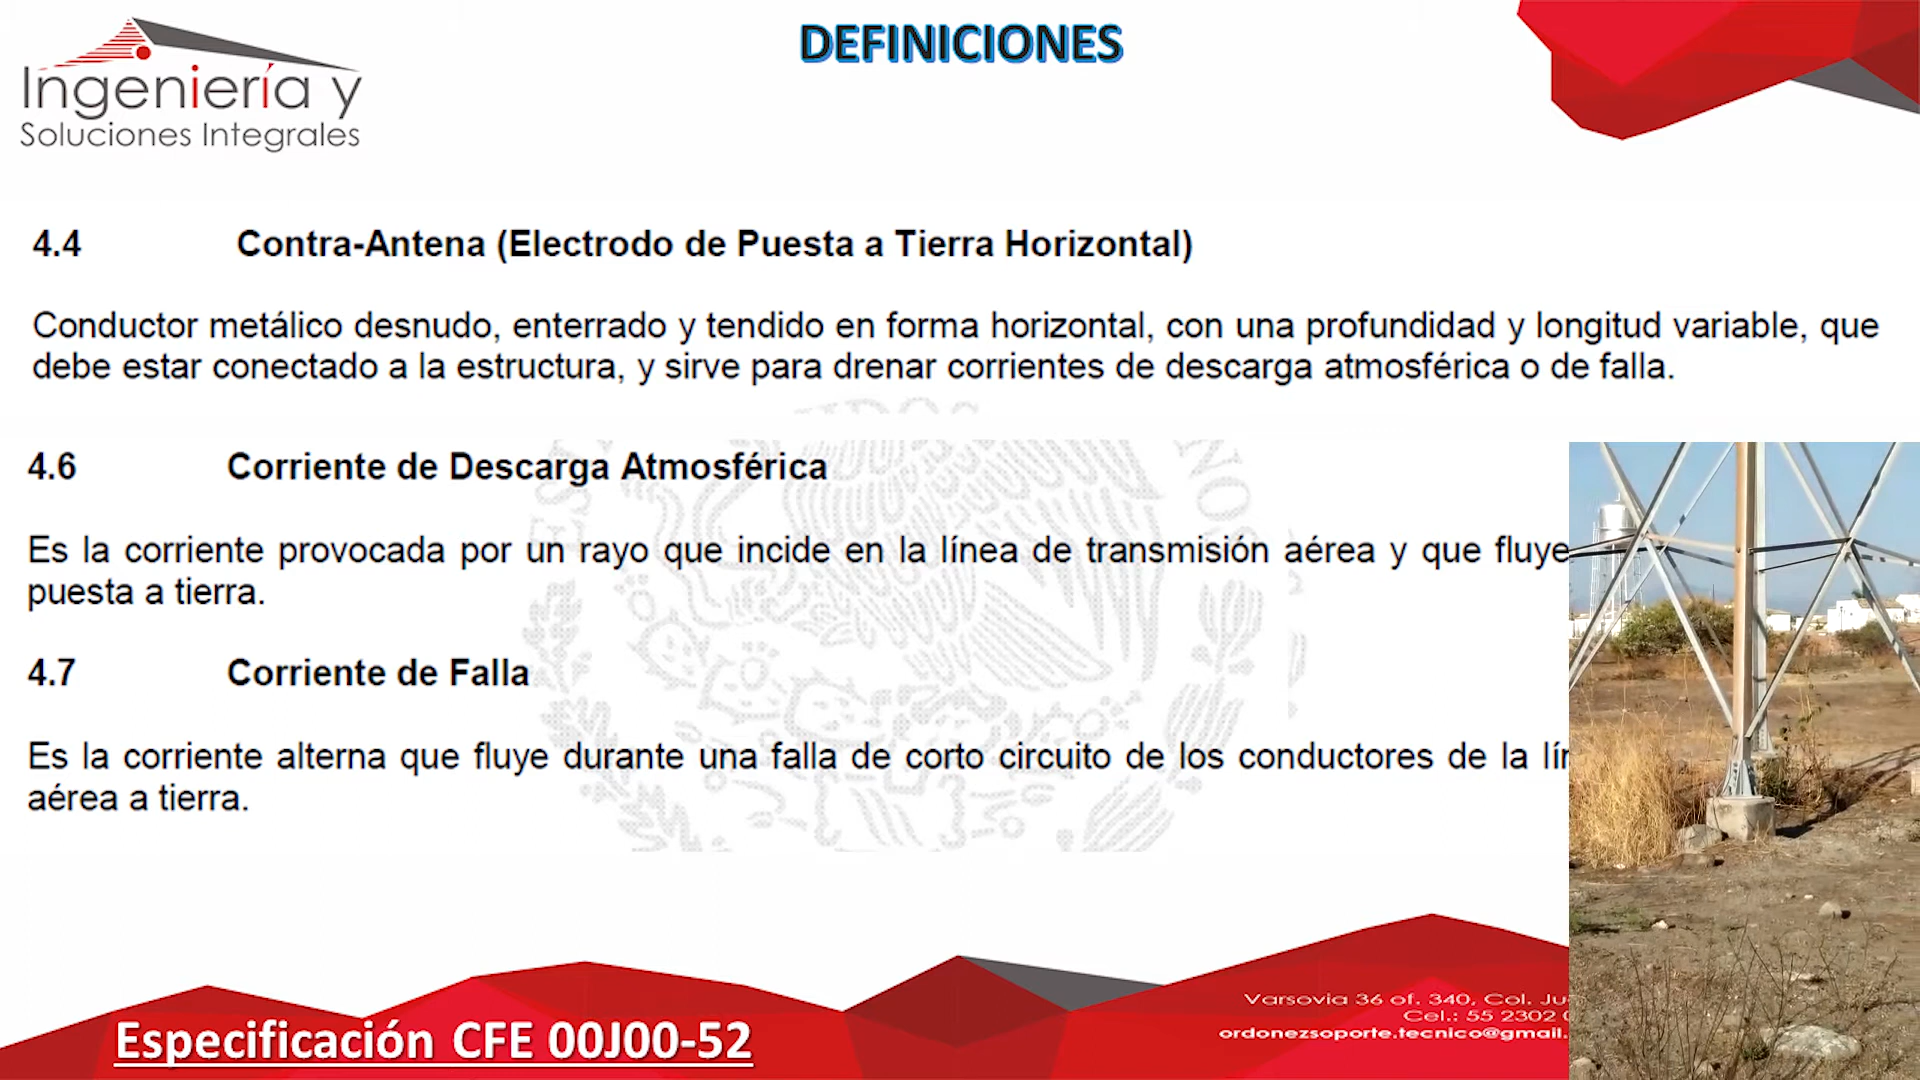 DEFINICIONES
Ingeniería y
Soluciones Integrales
4.4 Contra-Antena (Electrodo de Puesta a Tierra Horizontal)
Conductor metálico desnudo, enterrado y tendido en forma horizontal, con una profundidad y longitud variable, que
debe estar conectado a la estructura, y sirve para drenar corrientes de descarga atmosférica o de falla.
4.6 Corriente de Descarga Atmosférica
Es la corriente provocada por un rayo que incide en la línea de transmisión aérea y que fluye
puesta a tierra.
4.7 Corriente de Falla
Es la corriente alterna que fluye durante una falla de corto circuito de los conductores de la
aérea a tierra.
Varsovia 36 of. 340, Col.
Cel.: 55 2302
ordonezsoporte.tecnico@gmail.
Especificación CFE 00J00-52